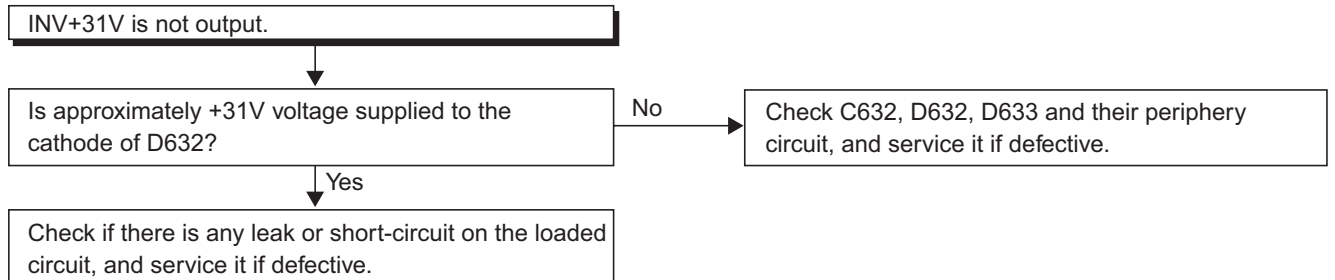 INV+31V is not output.
Is approximately +31V voltage supplied to the
cathode of D632?
No
Check C632, D632, D633 and their periphery
circuit, and service it if defective.
Yes
Check if there is any leak or short-circuit on the loaded
circuit, and service it if defective.